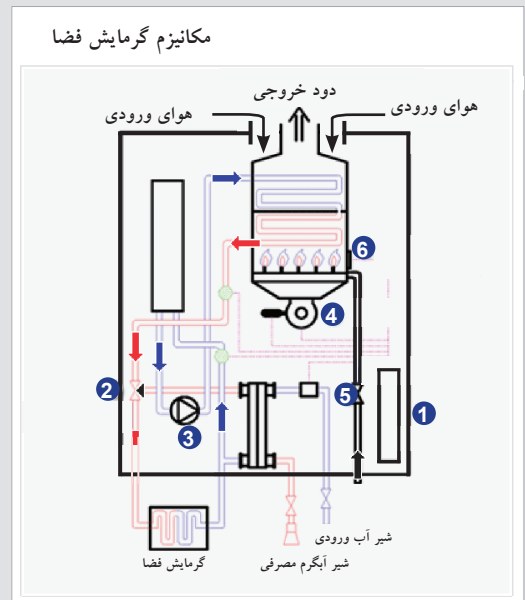 مکانیزم گرمایش فضا
دود خروجی
هوای ورودی
هوای ورودی
6
4
2
5
1
3
شیر آب ورودی
شیر آبگرم مصرفی
گرمایش فضا